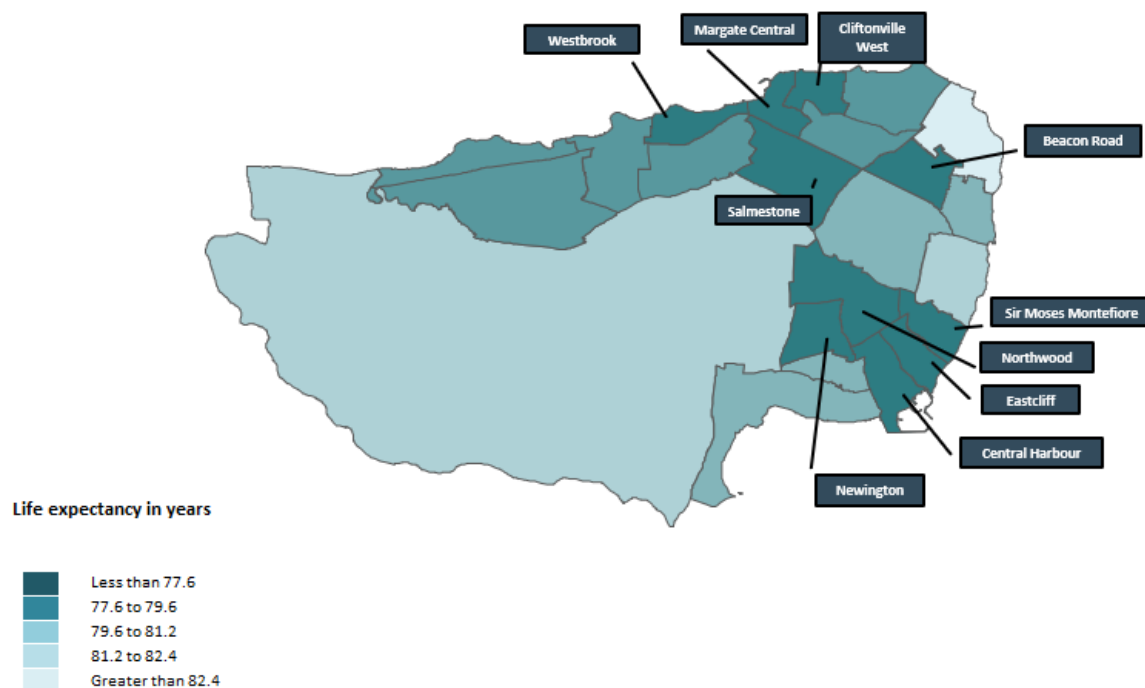 Westbrook
Margate Central
Cliftonville
West
Beacon Road
Salmestone
Sir Moses Montefiore
Northwood
Eastcliff
Central Harbour
Newington
Life expectancy in years
Less than 77.6
77.6 to 79.6
79.6 to 81.2
81.2 to 82.4
Greater than 82.4